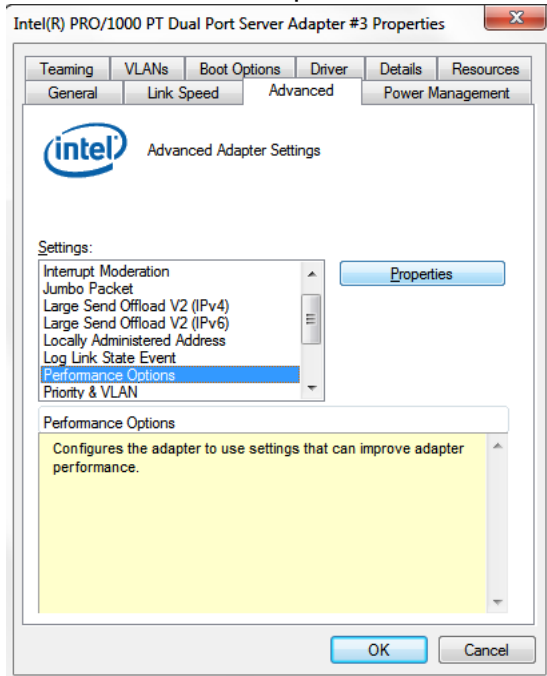 Intel(R) PRO/1000 PT Dual Port Server Adapter #3 Properties
Teaming VLANs Boot Options Driver Details Resources
General Link Speed Advanced Power Management
intel Advanced Adapter Settings
Settings:
Interrupt Moderation
Properties
Jumbo Packet
Large Send Offload V2 (IPv4)
Large Send Offload V2 (IPv6)
Locally Administered Address
Log Link State Event
Performance Options
Priority & VLAN
Performance Options
Configures the adapter to use settings that can improve adapter
performance.
OK Cancel